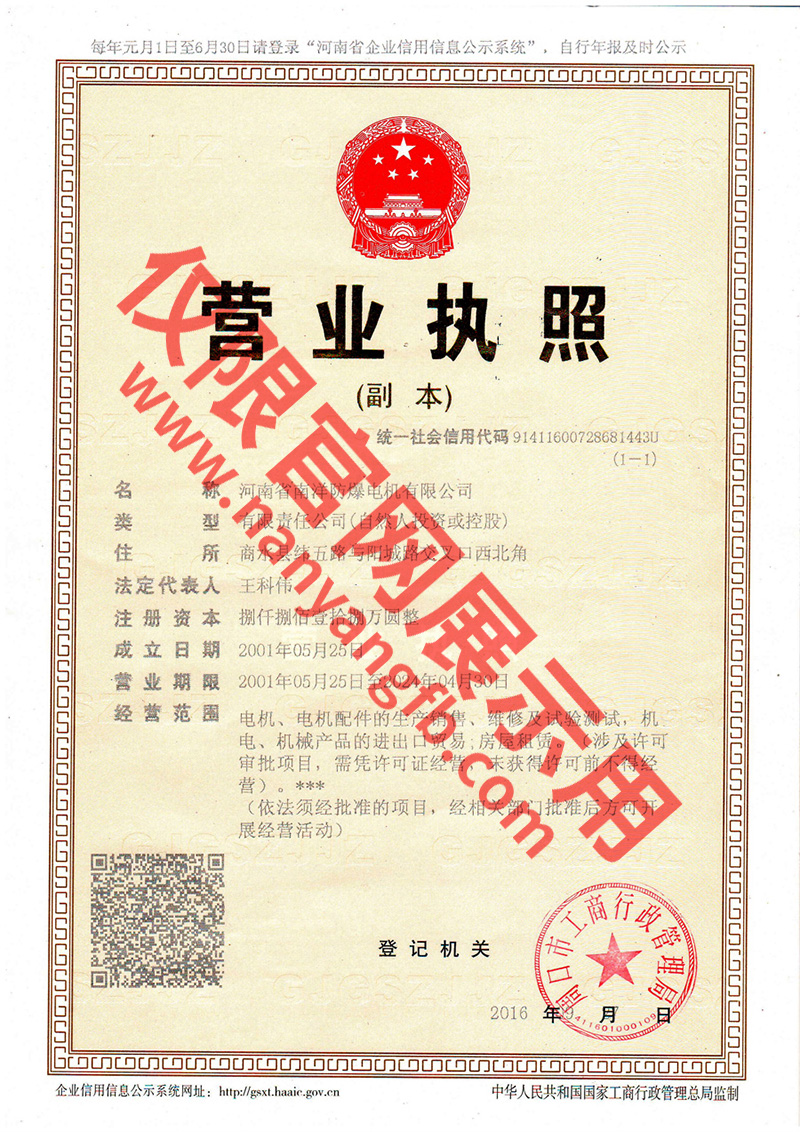 每年元月1日至6月30日请登录“河南省企业信用信息公示系统”，自行年报及时公示
营业执照
(副 本)
统一社会信用代码 91411600728681443U
(1-1)
名 称 河南省南洋防爆电机有限公司
类 型 有限责任公司(自然人投资或控股)
住 所 商水县纬五路与阳城路交叉口西北角
法定代表人 王科伟
注册资本 捌仟捌佰壹拾捌万圆整
成立日期 2001年05月25日
营业期限 2001年05月25日至2024年04月30日
经营范围 电机、电机配件的生产销售、维修及试验测试，机
电、机械产品的进出口贸易;房屋租赁。（涉及许可
审批项目，需凭许可证经营，未获得许可前不得经
营）。***
（依法须经批准的项目，经相关部门批准后方可开
展经营活动）
仅限官网展示用
www.nanyangfb.com
登记机关
周口市工商行政管理局
411601000109
2016 年 月 日
企业信用信息公示系统网址：http://gsxt.haaic.gov.cn
中华人民共和国国家工商行政管理总局监制